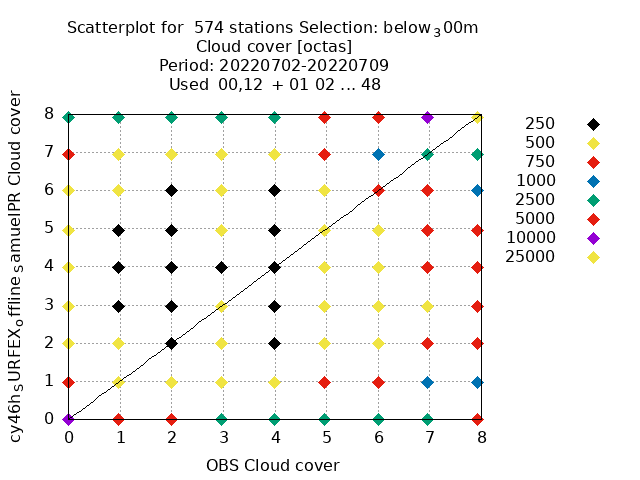 Scatterplot for 574 stations Selection: below300m
Cloud cover [octas]
Period: 20220702-20220709
Used 00,12 + 01 02 ... 48
cy46hSURFEXofflinesamuelPR Cloud cover
8
7
6
5
4
3
2
1
0
0 1 2 3 4 5 6 7 8
OBS Cloud cover
250
500
750
1000
2500
5000
10000
25000